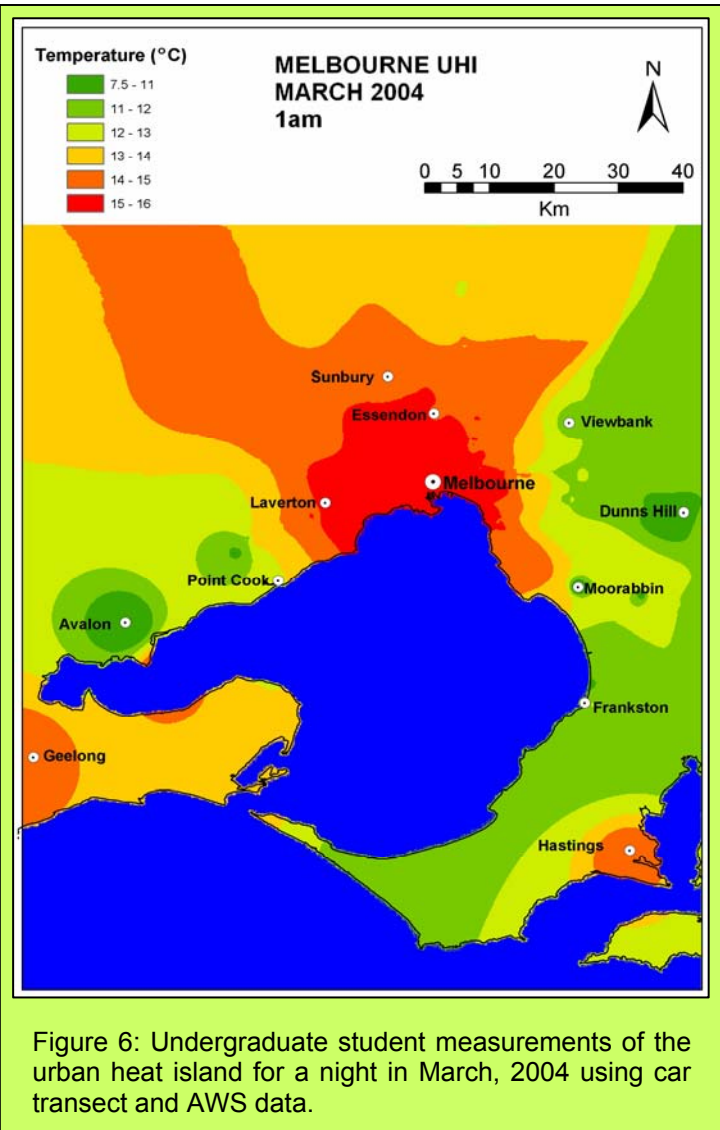 Temperature (°C)
7.5 - 11
11 - 12
12 - 13
13 - 14
14 - 15
15 - 16
MELBOURNE UHI
MARCH 2004
1am
N
0 5 10 20 30 40
Km
Sunbury
Essendon
Viewbank
Melbourne
Laverton
Dunns Hill
Point Cook
Moorabbin
Avalon
Frankston
Geelong
Hastings
Figure 6: Undergraduate student measurements of the
urban heat island for a night in March, 2004 using car
transect and AWS data.